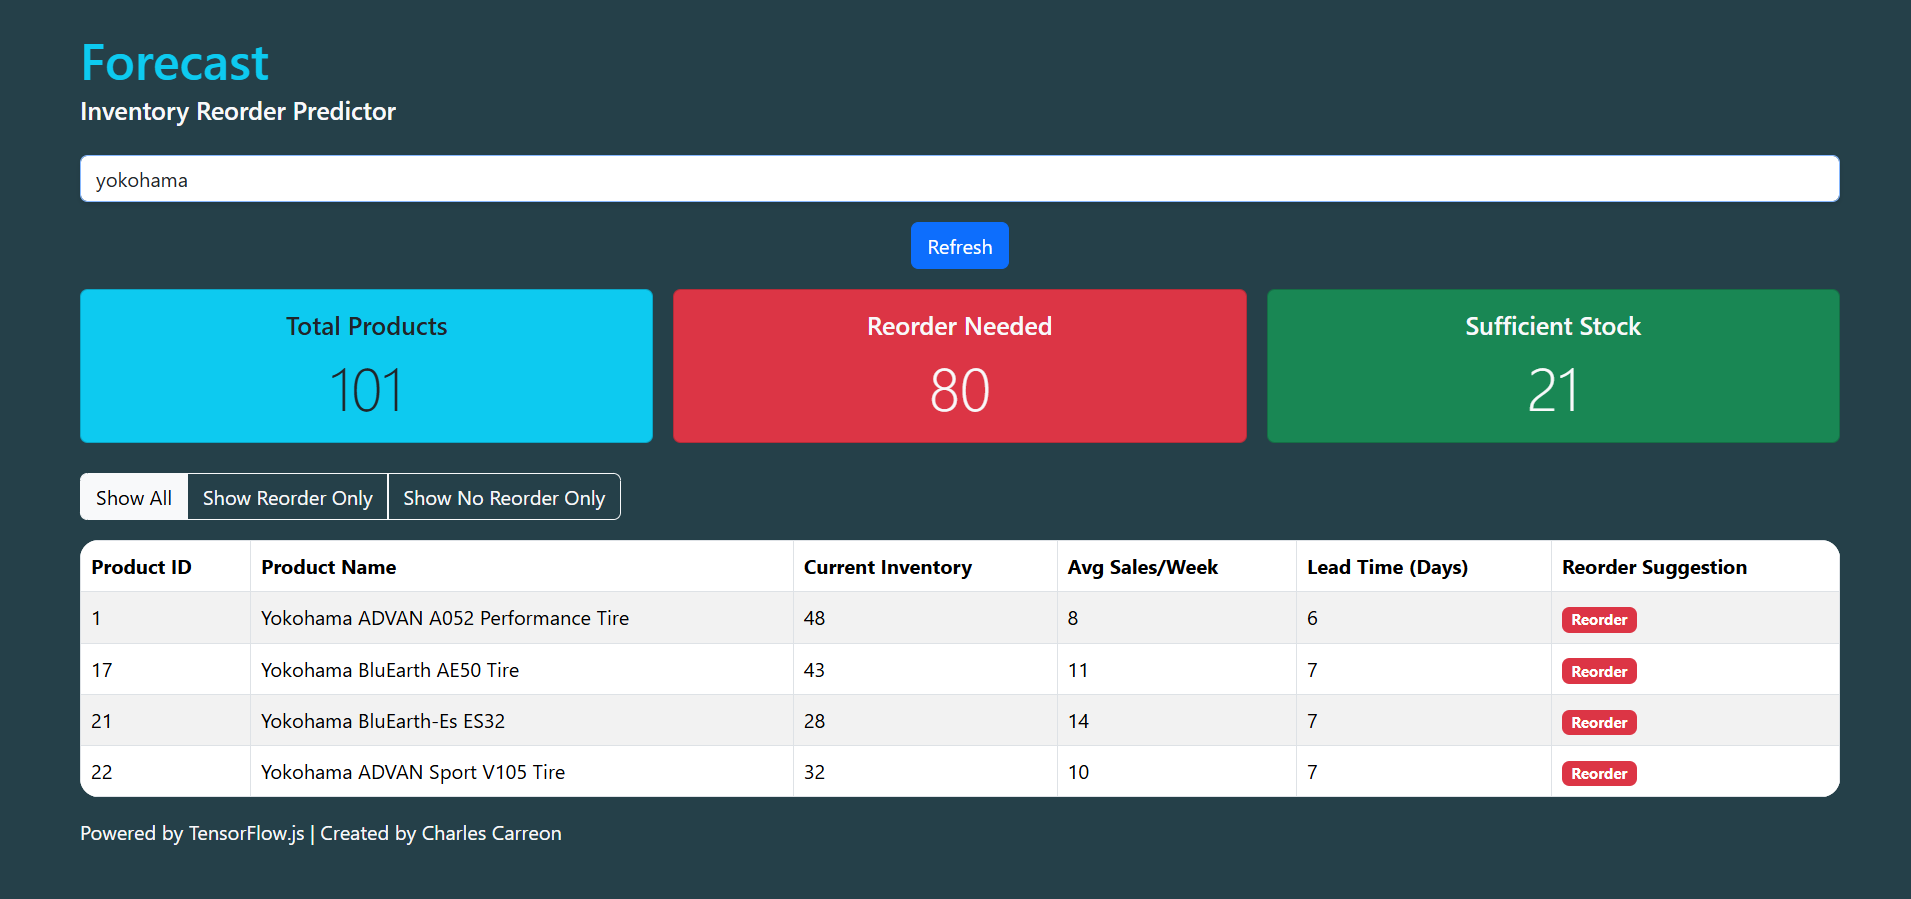 Forecast
Inventory Reorder Predictor
yokohama
Refresh
Total Products Reorder Needed Sufficient Stock
101 80 21
Show All Show Reorder Only Show No Reorder Only
Product ID Product Name Current Inventory Avg Sales/Week Lead Time (Days) Reorder Suggestion
1 Yokohama ADVAN A052 Performance Tire 48 8 6 Reorder
17 Yokohama BluEarth AE50 Tire 43 11 7 Reorder
21 Yokohama BluEarth-Es ES32 28 14 7 Reorder
22 Yokohama ADVAN Sport V105 Tire 32 10 7 Reorder
Powered by TensorFlow.js | Created by Charles Carreon